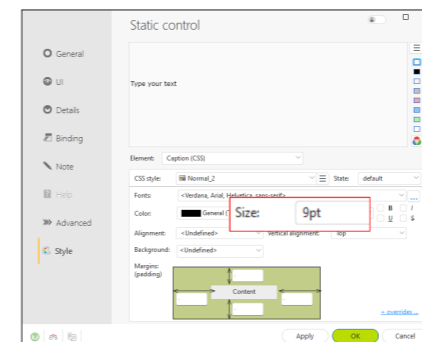 Static control
General
UI
Details
Binding
Note
Help
Advanced
Style
Type your text
Element: Caption (CSS)
CSS style: Normal_2 State: default
Fonts: <Verdana, Arial, Helvetica, sans-serif> ...
Color: General B I
Size: 9pt U S
Alignment: <Undefined> Vertical alignment: Top
Background: <Undefined>
Margins:
(padding)
Content
+ overrides ...
Apply OK Cancel